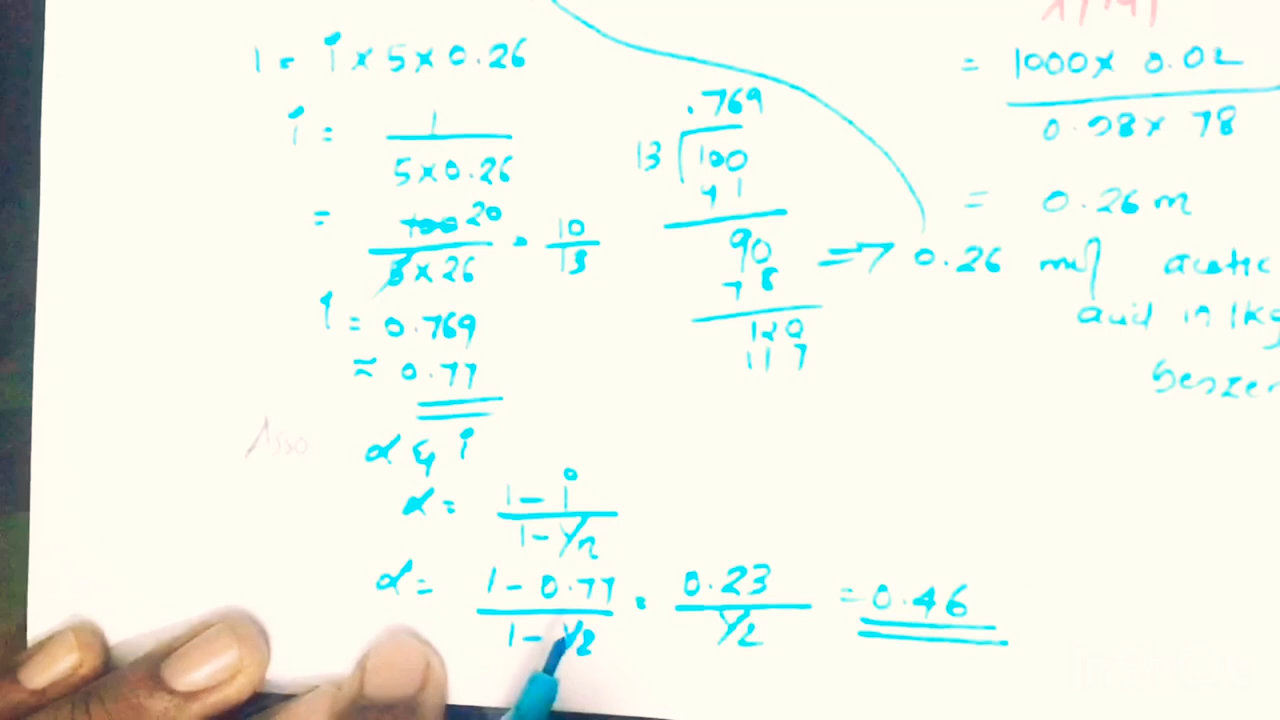 1 = i × 5 × 0.26
i = 1 / 5 × 0.26
= 100 20 / 5 × 26 = 10 / 13
i = 0.769
≈ 0.77
.769
13 100
91
90
78
120
117
= 1000 × 0.02 / 0.98 × 78
= 0.26 m
=> 0.26 mol acetic
acid in 1kg
α & i
α = 1 - i / 1 - 1/n
α = 1 - 0.77 / 1 - 1/2 = 0.23 / 1/2 = 0.46
Asso